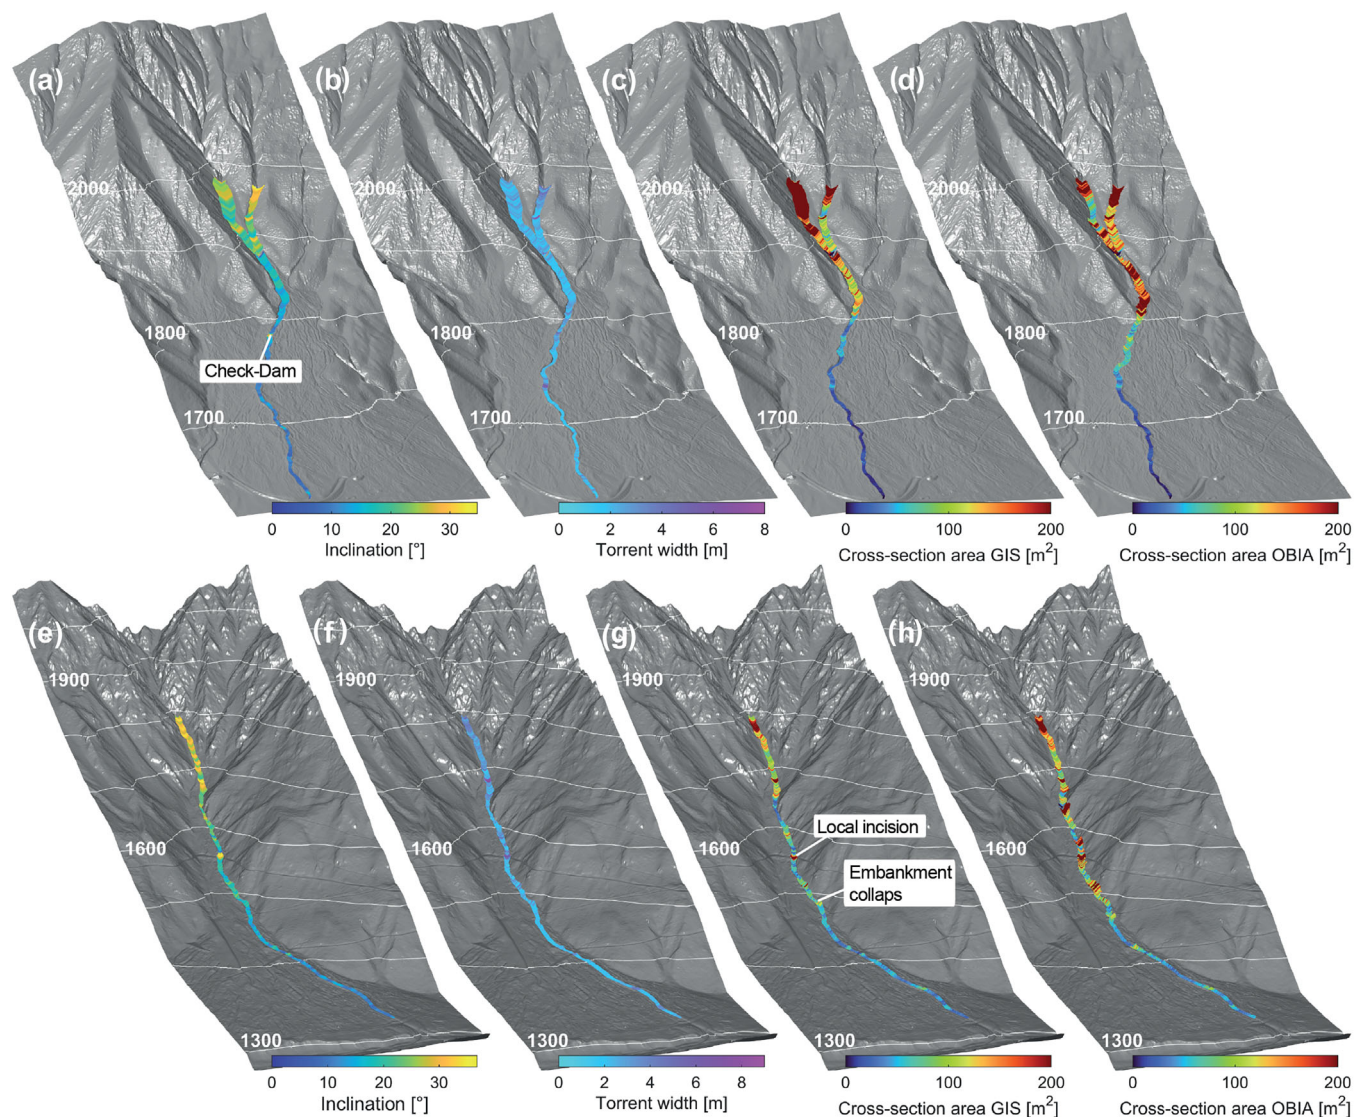 (a) (b) (c) (d)
2000 2000 2000 2000
1800 1800 1800 1800
Check-Dam
1700 1700 1700 1700
0 10 20 30 0 2 4 6 8 0 100 200 0 100 200
Inclination [°] Torrent width [m] Cross-section area GIS [m²] Cross-section area OBIA [m²]
(e) (f) (g) (h)
1900 1900 1900 1900
Local incision
1600 1600 1600 1600
Embankment
collaps
1300 1300 1300 1300
0 10 20 30 0 2 4 6 8 0 100 200 0 100 200
Inclination [°] Torrent width [m] Cross-section area GIS [m²] Cross-section area OBIA [m²]